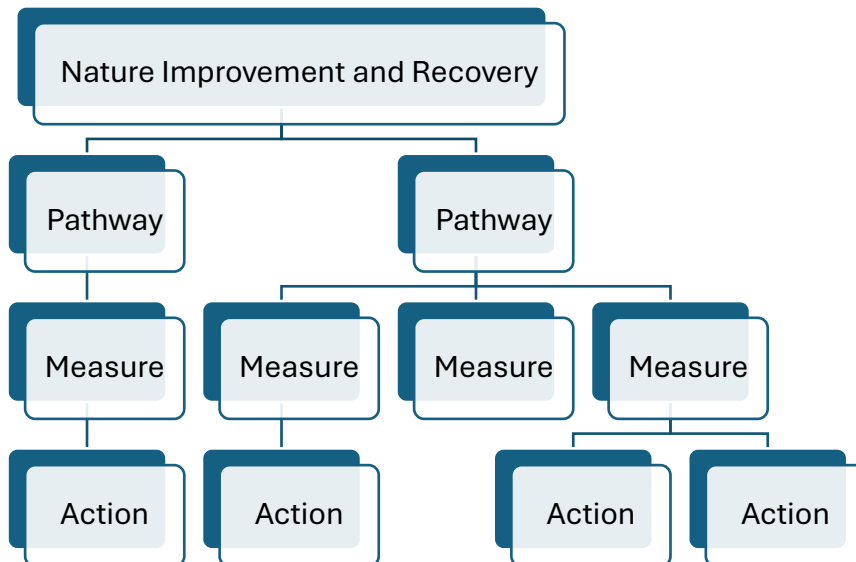 Nature Improvement and Recovery
Pathway
Pathway
Measure
Measure
Measure
Measure
Action
Action
Action
Action